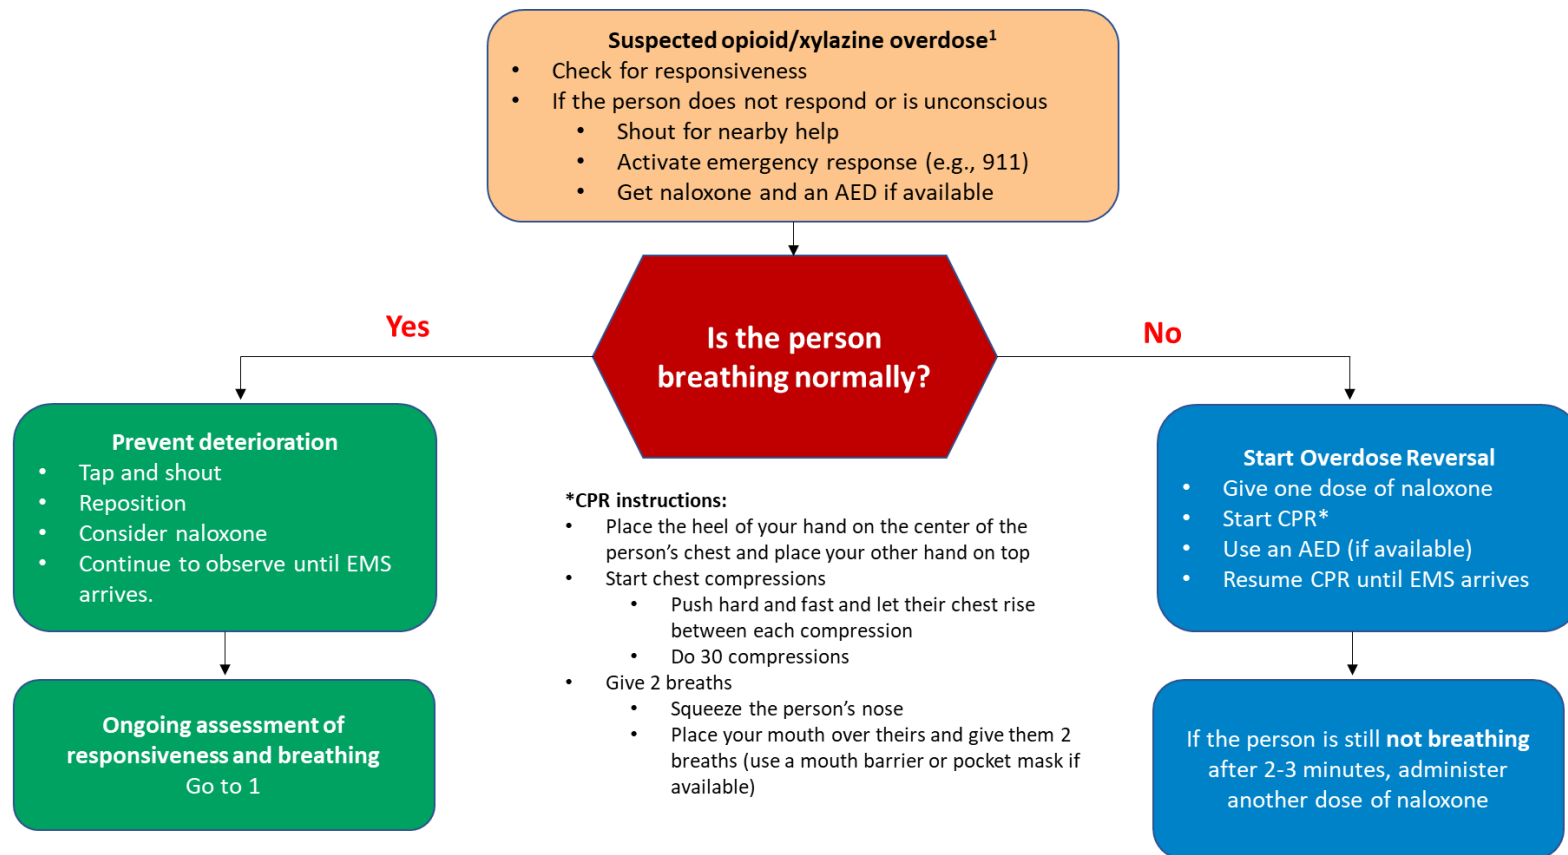 Suspected opioid/xylazine overdose¹
• Check for responsiveness
• If the person does not respond or is unconscious
• Shout for nearby help
• Activate emergency response (e.g., 911)
• Get naloxone and an AED if available
Is the person
breathing normally?
Yes
No
Prevent deterioration
• Tap and shout
• Reposition
• Consider naloxone
• Continue to observe until EMS
arrives.
Ongoing assessment of
responsiveness and breathing
Go to 1
*CPR instructions:
• Place the heel of your hand on the center of the
person's chest and place your other hand on top
• Start chest compressions
• Push hard and fast and let their chest rise
between each compression
• Do 30 compressions
• Give 2 breaths
• Squeeze the person's nose
• Place your mouth over theirs and give them 2
breaths (use a mouth barrier or pocket mask if
available)
Start Overdose Reversal
• Give one dose of naloxone
• Start CPR*
• Use an AED (if available)
• Resume CPR until EMS arrives
If the person is still not breathing
after 2-3 minutes, administer
another dose of naloxone